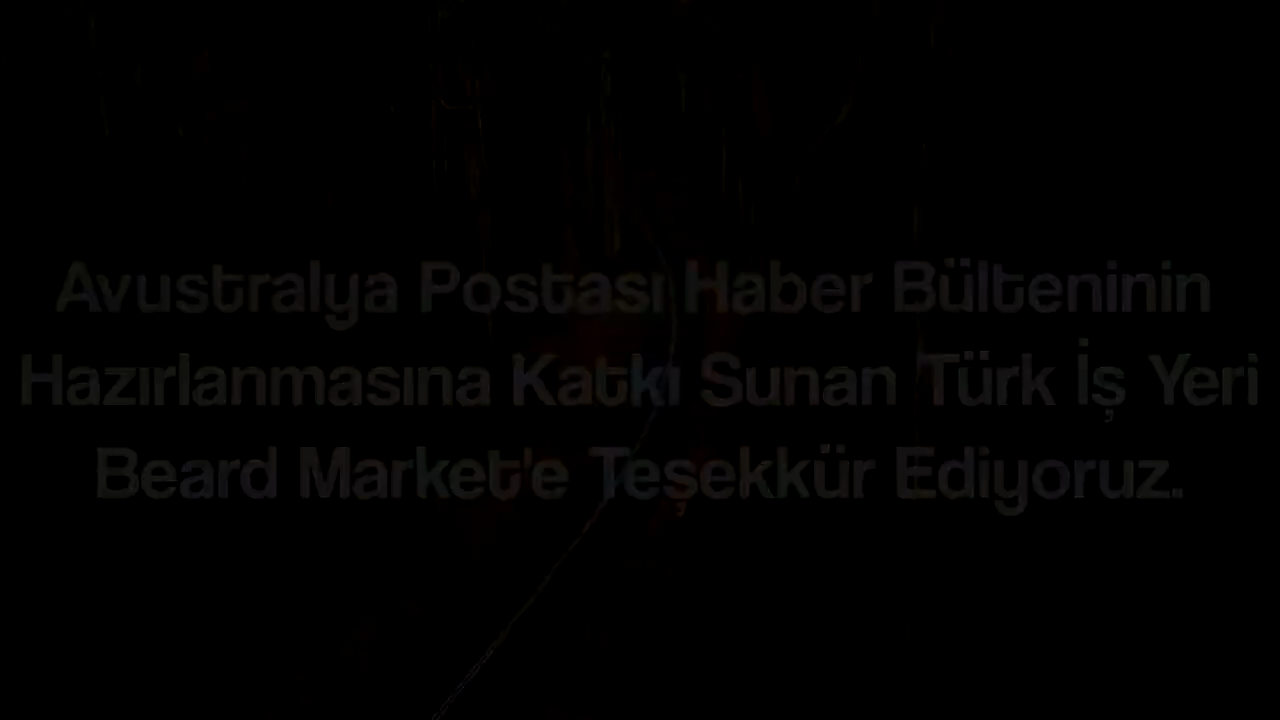 Avustralya Postası Haber Bülteninin
Hazırlanmasına Katkı Sunan Türk İş Yeri
Beard Market'e Teşekkür Ediyoruz.